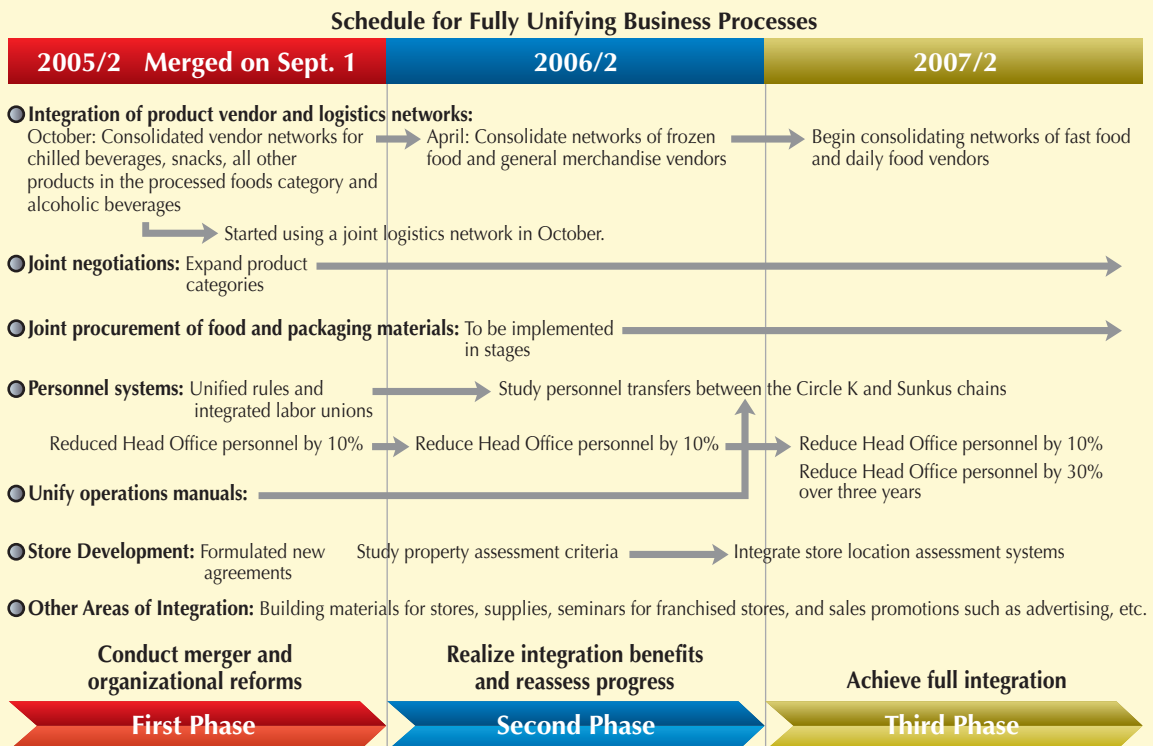 Schedule for Fully Unifying Business Processes
2005/2 Merged on Sept. 1
2006/2
2007/2
Integration of product vendor and logistics networks:
October: Consolidated vendor networks for
chilled beverages, snacks, all other
products in the processed foods category and
alcoholic beverages
April: Consolidate networks of frozen
food and general merchandise vendors
Begin consolidating networks of fast food
and daily food vendors
Started using a joint logistics network in October.
Joint negotiations: Expand product
categories
Joint procurement of food and packaging materials: To be implemented
in stages
Personnel systems: Unified rules and
integrated labor unions
Study personnel transfers between the Circle K and Sunkus chains
Reduced Head Office personnel by 10%
Reduce Head Office personnel by 10%
Reduce Head Office personnel by 10%
Reduce Head Office personnel by 30%
over three years
Unify operations manuals:
Store Development: Formulated new
agreements
Study property assessment criteria
Integrate store location assessment systems
Other Areas of Integration: Building materials for stores, supplies, seminars for franchised stores, and sales promotions such as advertising, etc.
Conduct merger and
organizational reforms
Realize integration benefits
and reassess progress
Achieve full integration
First Phase
Second Phase
Third Phase